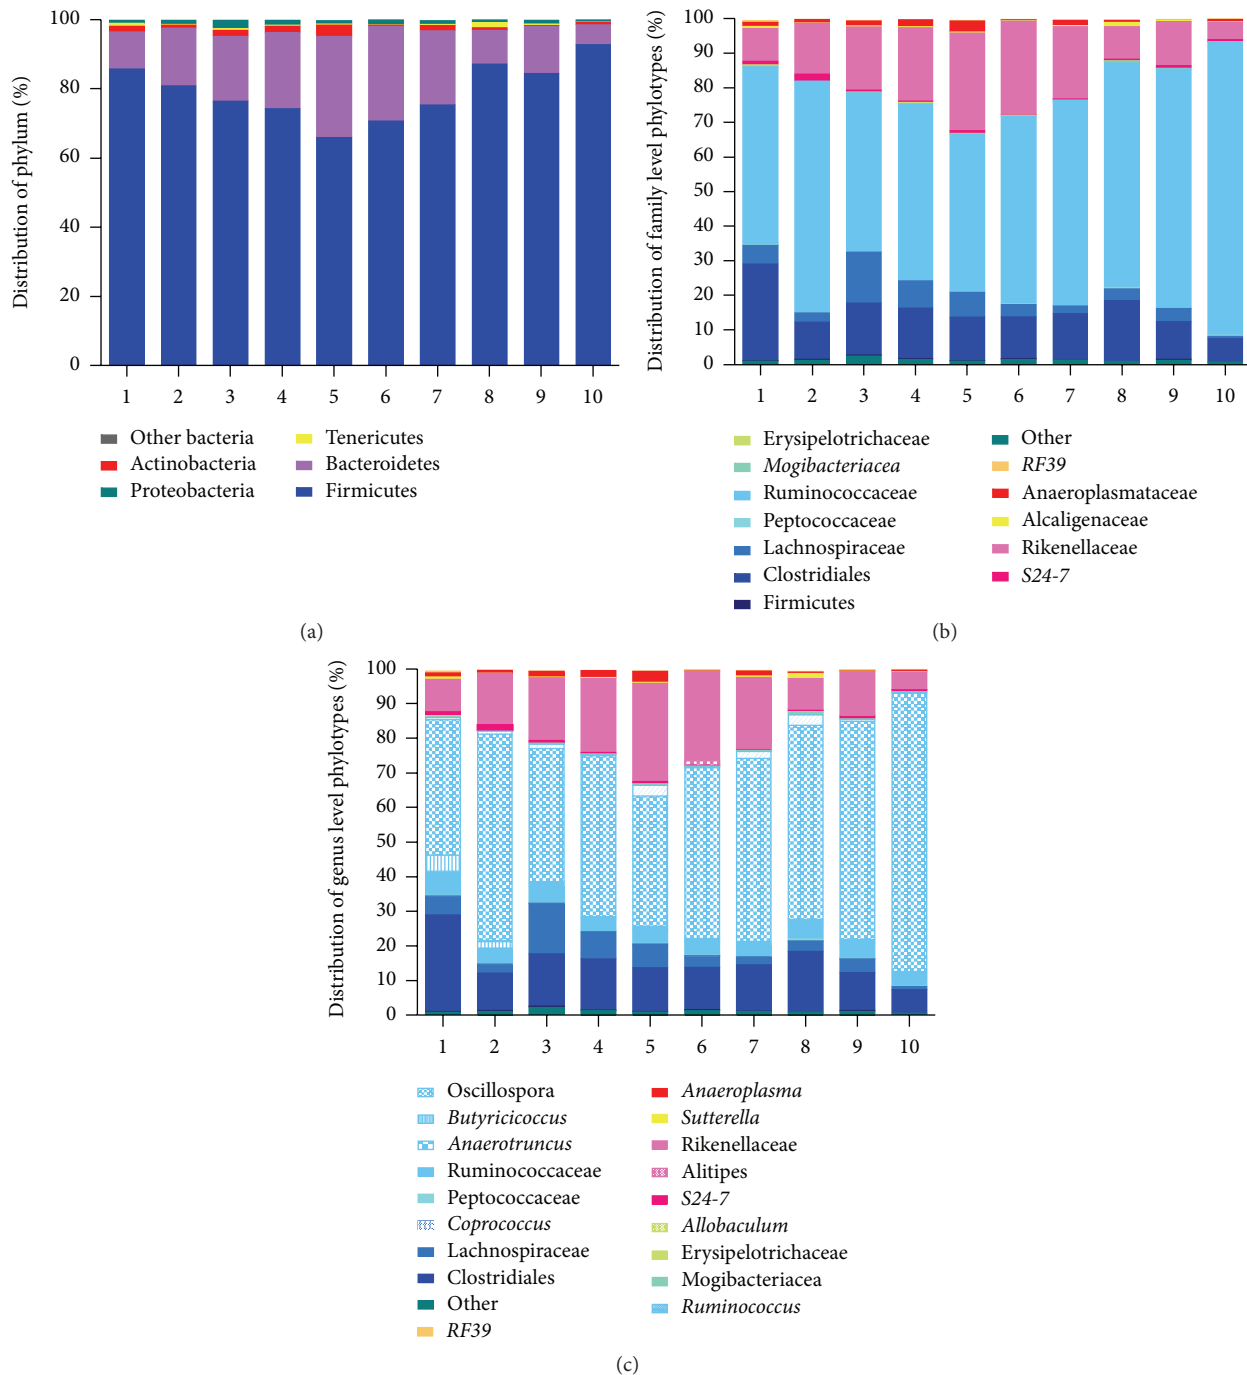 Distribution of phylum (%)
100
80
60
40
20
0
1 2 3 4 5 6 7 8 9 10
Other bacteria
Actinobacteria
Proteobacteria
Tenericutes
Bacteroidetes
Firmicutes
(a)
Distribution of family level phylotypes (%)
100
90
80
70
60
50
40
30
20
10
0
1 2 3 4 5 6 7 8 9 10
Erysipelotrichaceae
Mogibacteriacea
Ruminococcaceae
Peptococcaceae
Lachnospiraceae
Clostridiales
Firmicutes
Other
RF39
Anaeroplasmataceae
Alcaligenaceae
Rikenellaceae
S24-7
(b)
Distribution of genus level phylotypes (%)
100
90
80
70
60
50
40
30
20
10
0
1 2 3 4 5 6 7 8 9 10
Oscillospora
Butyricicoccus
Anaerotruncus
Ruminococcaceae
Peptococcaceae
Coprococcus
Lachnospiraceae
Clostridiales
Other
RF39
Anaeroplasma
Sutterella
Rikenellaceae
Alitipes
S24-7
Allobaculum
Erysipelotrichaceae
Mogibacteriacea
Ruminococcus
(c)